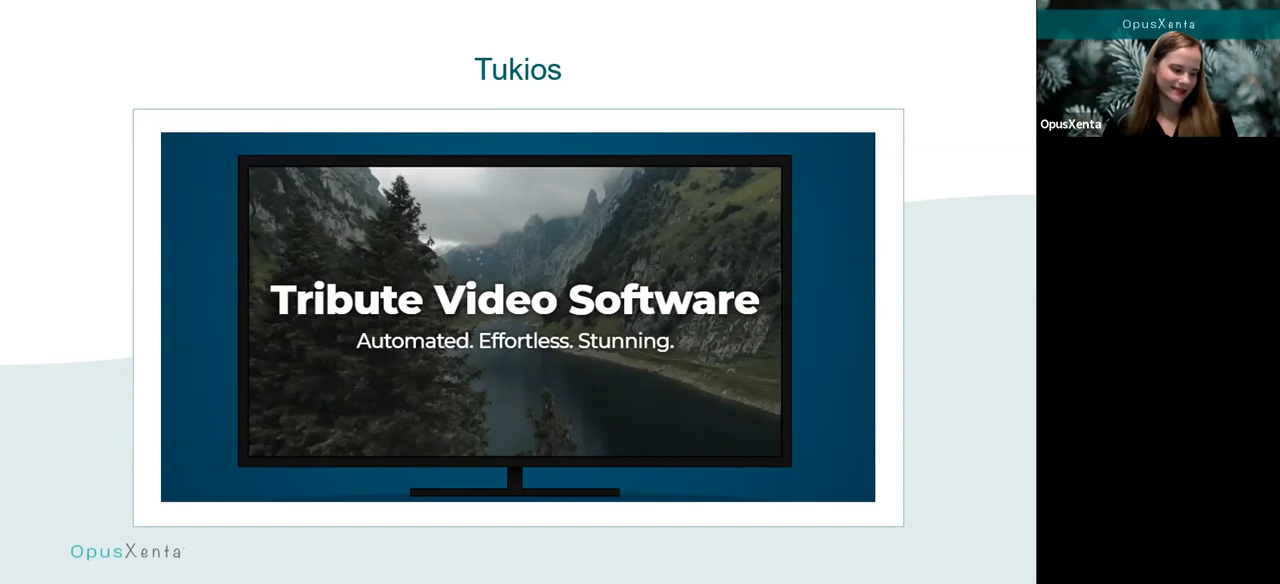 Tukios
Tribute Video Software
Automated. Effortless. Stunning.
OpusXenta
OpusXenta
OpusXenta